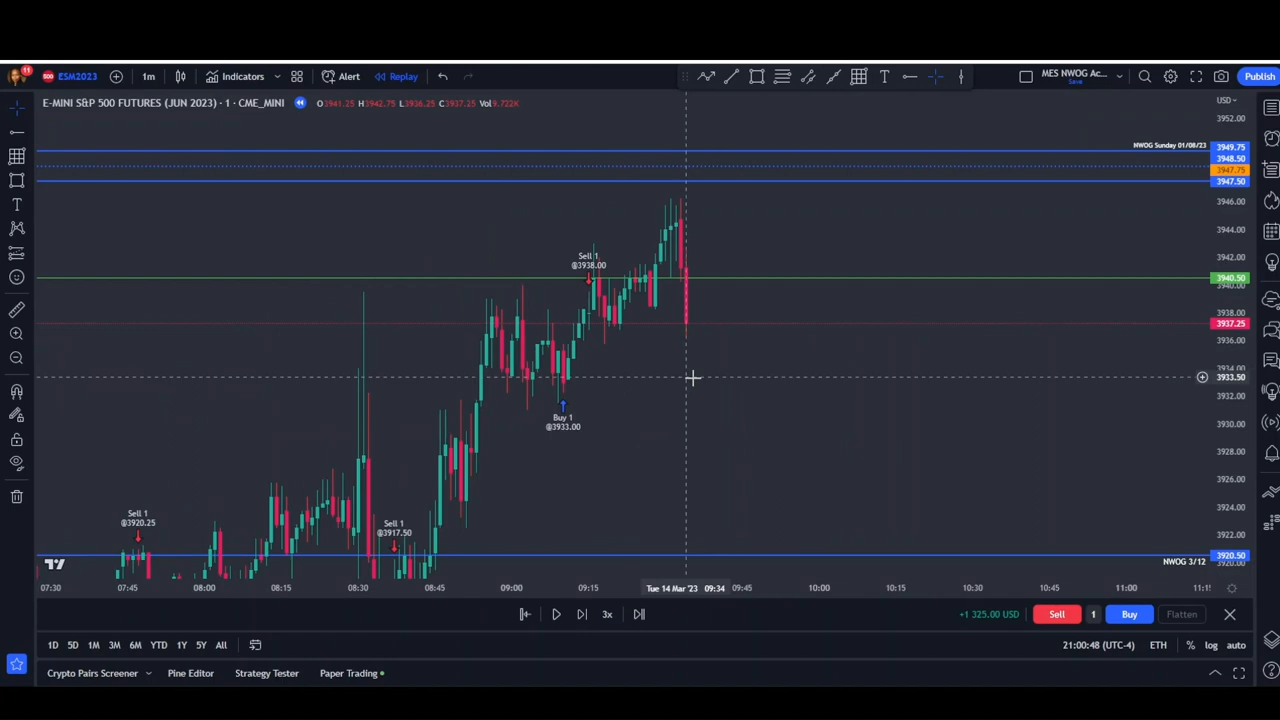 11
500
ESM2023
1m
Indicators
Alert
Replay
MES NWOG Ac...
Save
Publish
E-MINI S&P 500 FUTURES (JUN 2023) · 1 · CME_MINI
O3941.25 H3942.75 L3936.25 C3937.25 Vol9.722K
USD
3952.00
NWOG Sunday 01/08/23
3949.75
3948.50
3947.75
3947.50
3946.00
3944.00
3942.00
3940.50
3940.00
3938.00
3937.25
3936.00
3934.00
3933.50
3932.00
3930.00
3928.00
3926.00
3924.00
3922.00
3920.50
3920.00
NWOG 3/12
Sell 1
@3938.00
Buy 1
@3933.00
Sell 1
@3920.25
Sell 1
@3917.50
07:30
07:45
08:00
08:15
08:30
08:45
09:00
09:15
Tue 14 Mar '23 09:34
09:45
10:00
10:15
10:30
10:45
11:00
11:1
3x
+1 325.00 USD
Sell
1
Buy
Flatten
1D 5D 1M 3M 6M YTD 1Y 5Y All
21:00:48 (UTC-4)
ETH
%
log
auto
Crypto Pairs Screener
Pine Editor
Strategy Tester
Paper Trading